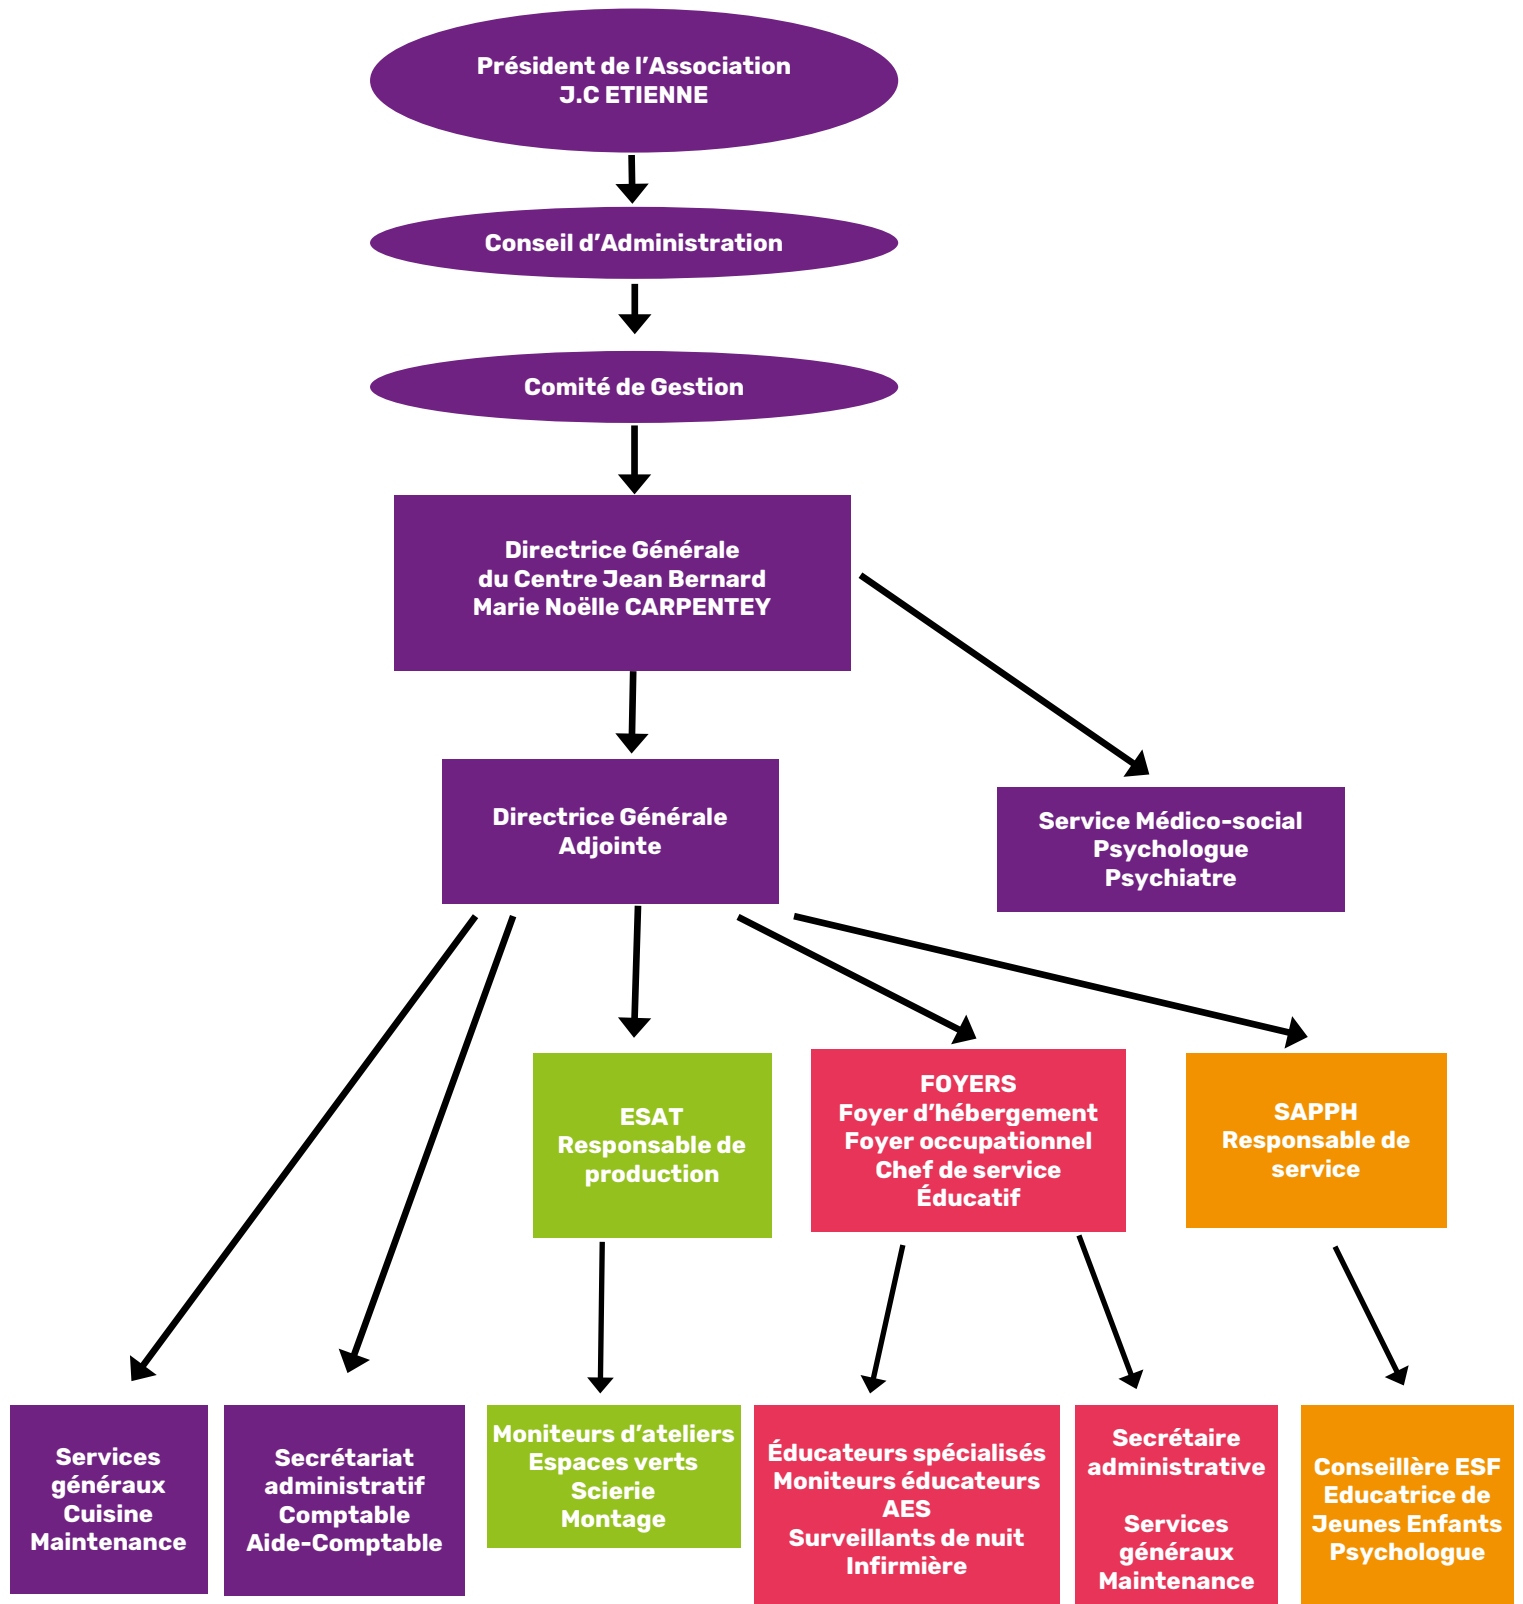 Président de l’Association
J.C ETIENNE
Conseil d’Administration
Comité de Gestion
Directrice Générale
du Centre Jean Bernard
Marie Noëlle CARPENTEY
Directrice Générale
Adjointe
Service Médico-social
Psychologue
Psychiatre
ESAT
Responsable de
production
FOYERS
Foyer d’hébergement
Foyer occupationnel
Chef de service
Éducatif
SAPPH
Responsable de
service
Services
généraux
Cuisine
Maintenance
Secrétariat
administratif
Comptable
Aide-Comptable
Moniteurs d’ateliers
Espaces verts
Scierie
Montage
Éducateurs spécialisés
Moniteurs éducateurs
AES
Surveillants de nuit
Infirmière
Secrétaire
administrative
Services
généraux
Maintenance
Conseillère ESF
Educatrice de
Jeunes Enfants
Psychologue